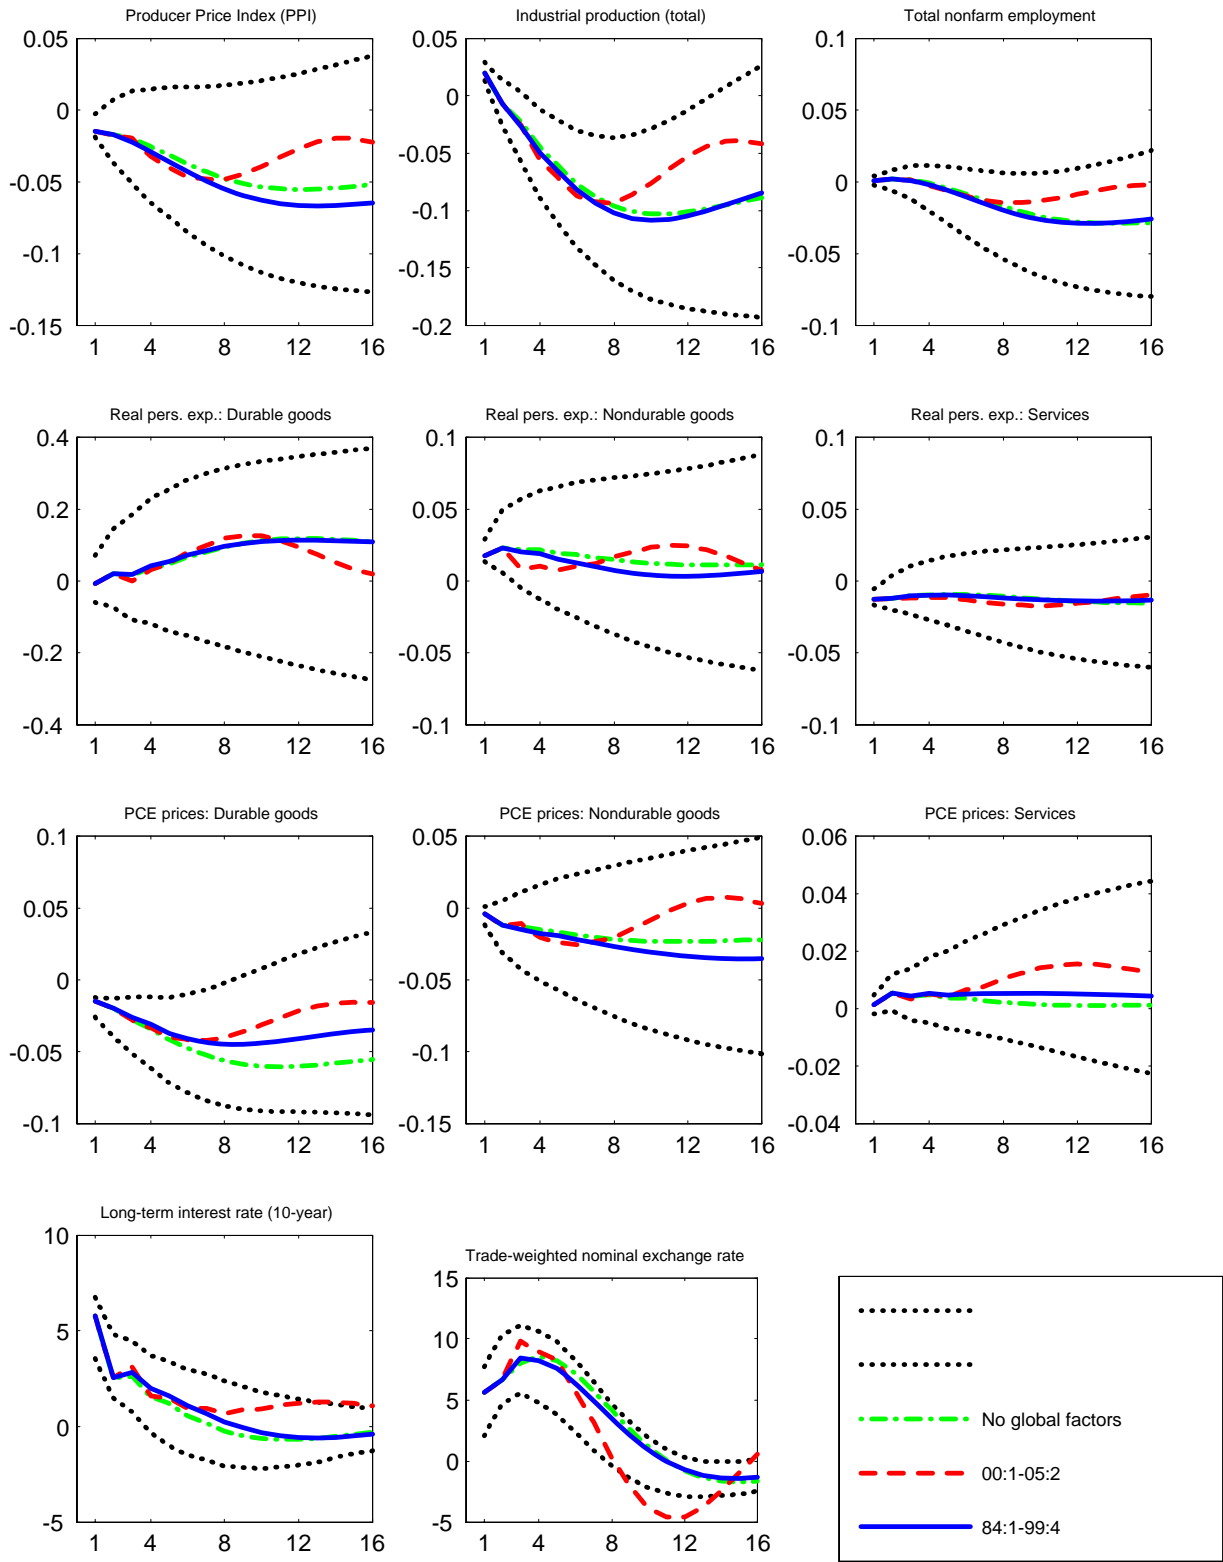 Producer Price Index (PPI)
0.05
0
-0.05
-0.1
-0.15
1 4 8 12 16
Industrial production (total)
0.05
0
-0.05
-0.1
-0.15
-0.2
1 4 8 12 16
Total nonfarm employment
0.1
0.05
0
-0.05
-0.1
1 4 8 12 16
Real pers. exp.: Durable goods
0.4
0.2
0
-0.2
-0.4
1 4 8 12 16
Real pers. exp.: Nondurable goods
0.1
0.05
0
-0.05
-0.1
1 4 8 12 16
Real pers. exp.: Services
0.1
0.05
0
-0.05
-0.1
1 4 8 12 16
PCE prices: Durable goods
0.1
0.05
0
-0.05
-0.1
1 4 8 12 16
PCE prices: Nondurable goods
0.05
0
-0.05
-0.1
-0.15
1 4 8 12 16
PCE prices: Services
0.06
0.04
0.02
0
-0.02
-0.04
1 4 8 12 16
Long-term interest rate (10-year)
10
5
0
-5
1 4 8 12 16
Trade-weighted nominal exchange rate
15
10
5
0
-5
1 4 8 12 16
No global factors
00:1-05:2
84:1-99:4